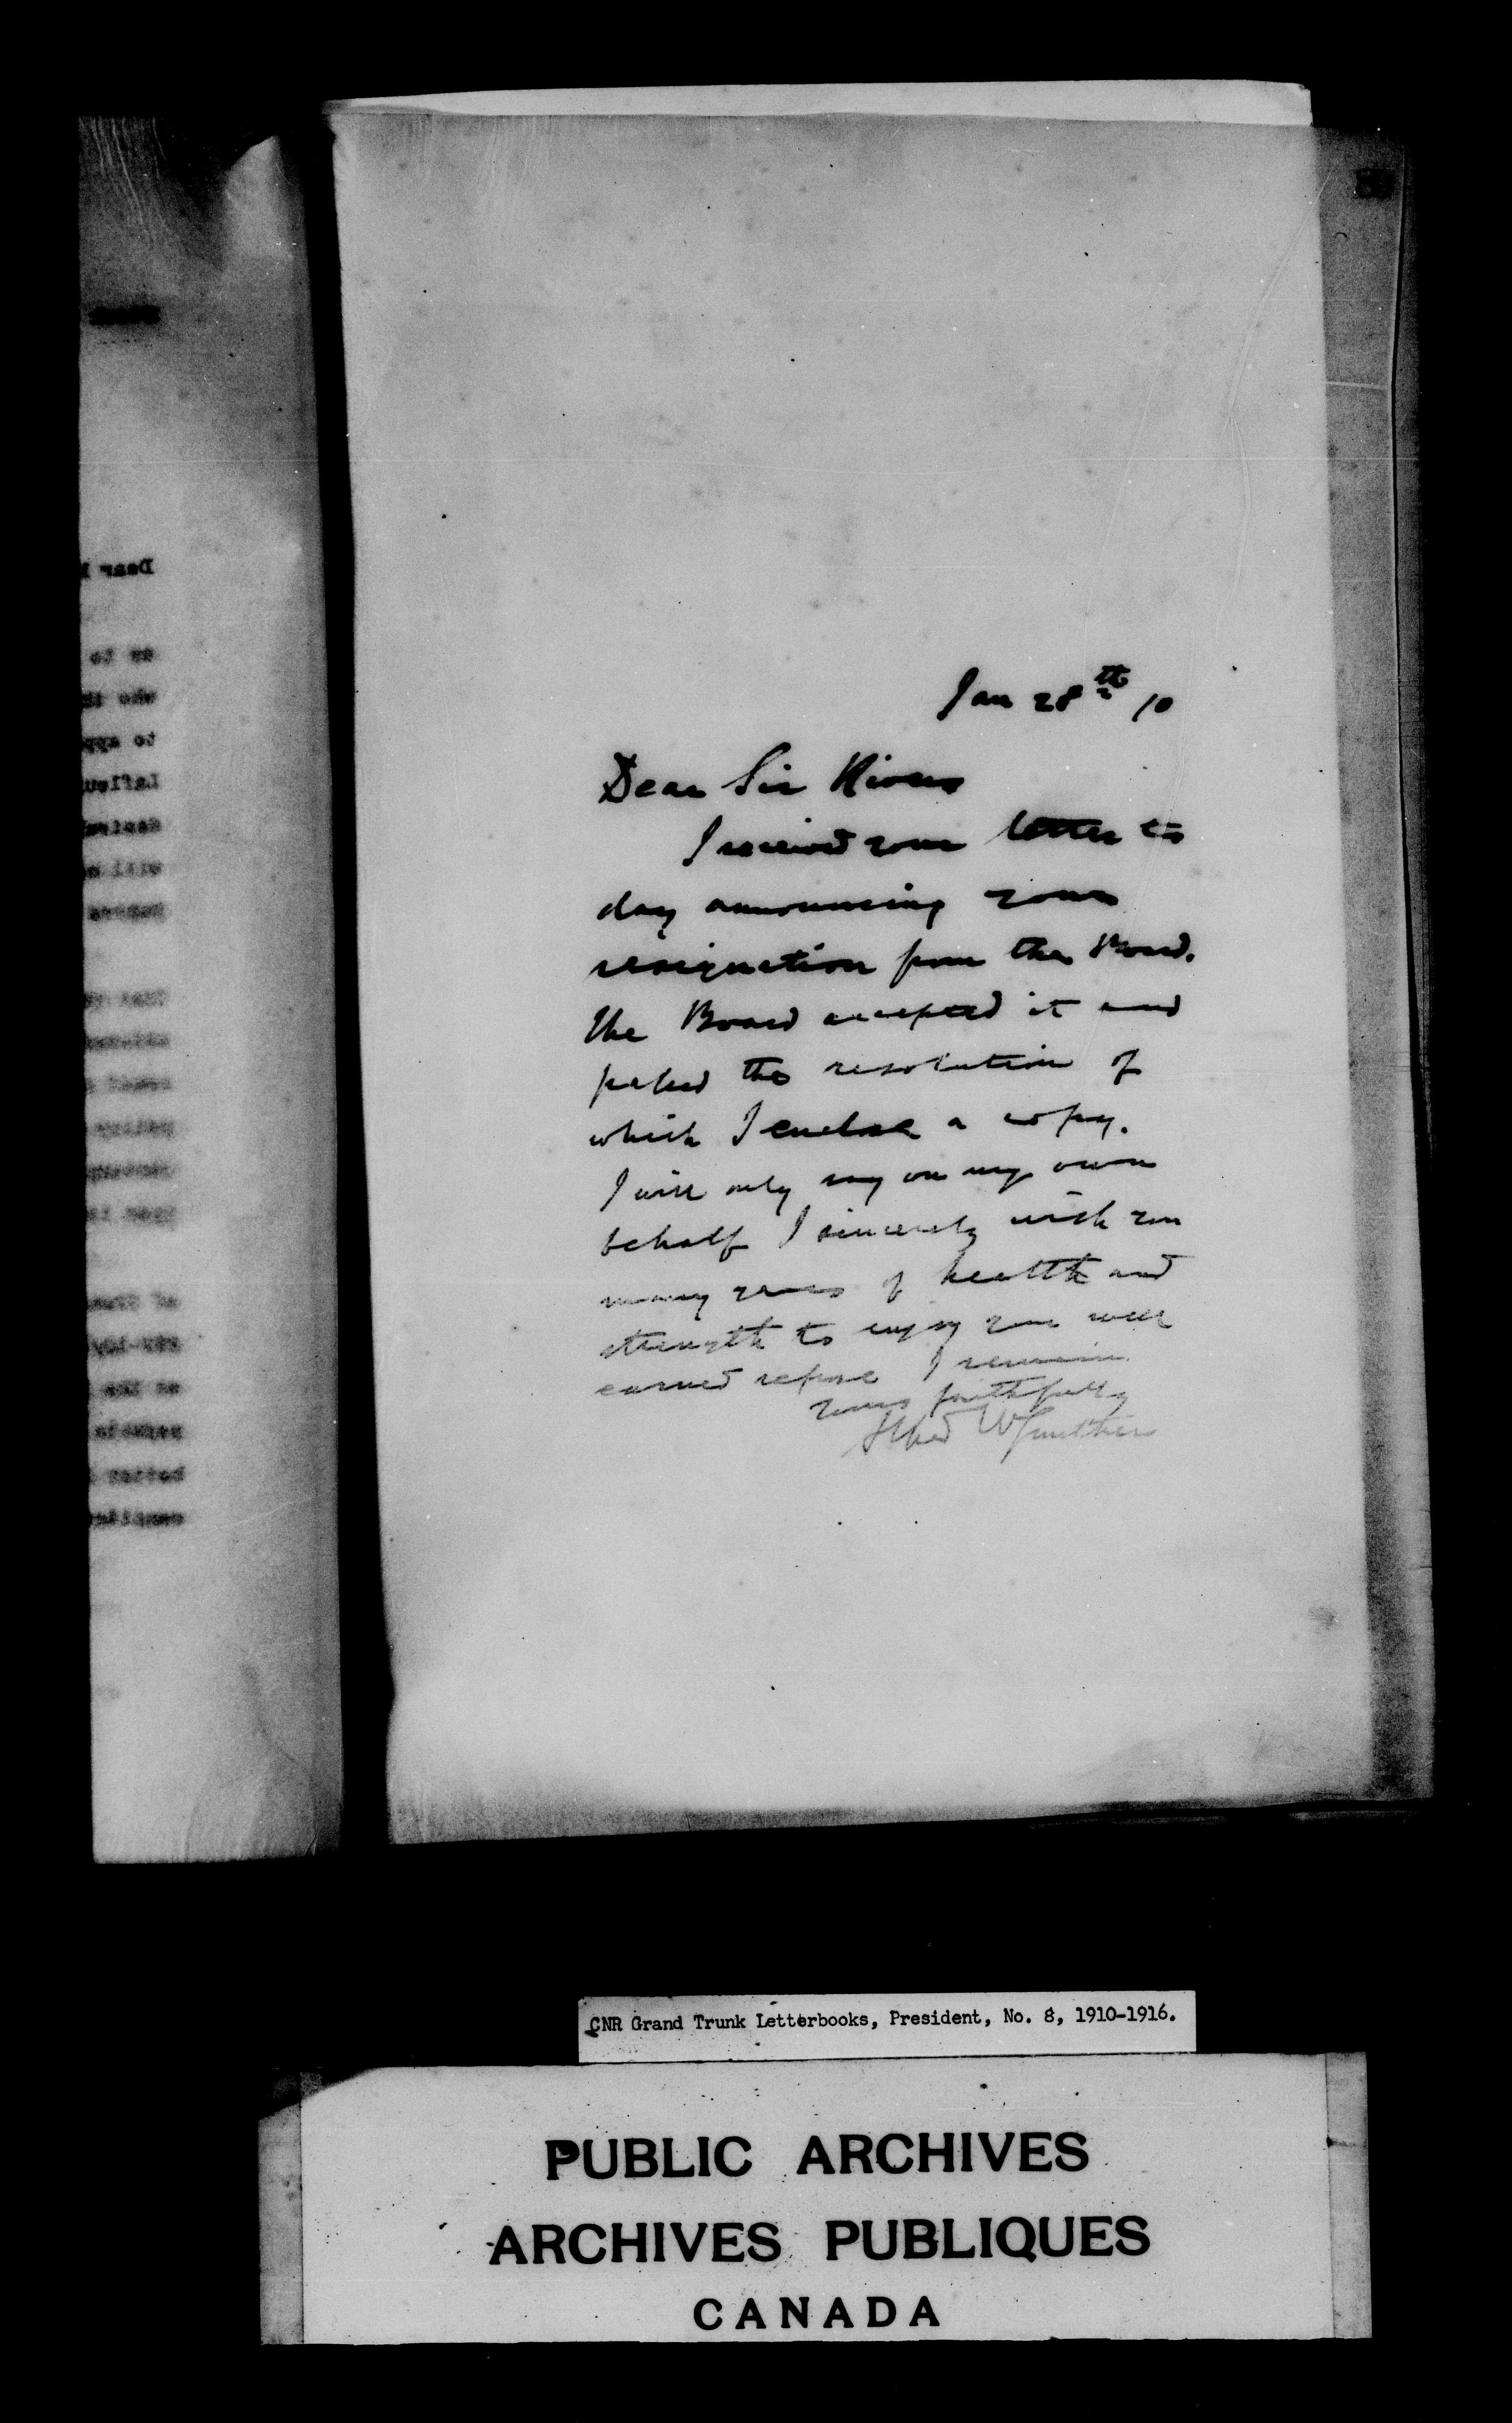 Jan 28th 10
Dear Sir Rivers
I received your letter to
day announcing your
resignation from the Board.
The Board accepted it and
passed the resolution of
which I enclose a copy.
I will only say on my own
behalf I sincerely wish you
many years of health and
strength to enjoy your well
earned repose I remain
yours faithfully
Alfred W Smithers
CNR Grand Trunk Letterbooks, President, No. 8, 1910-1916.
PUBLIC ARCHIVES
ARCHIVES PUBLIQUES
CANADA